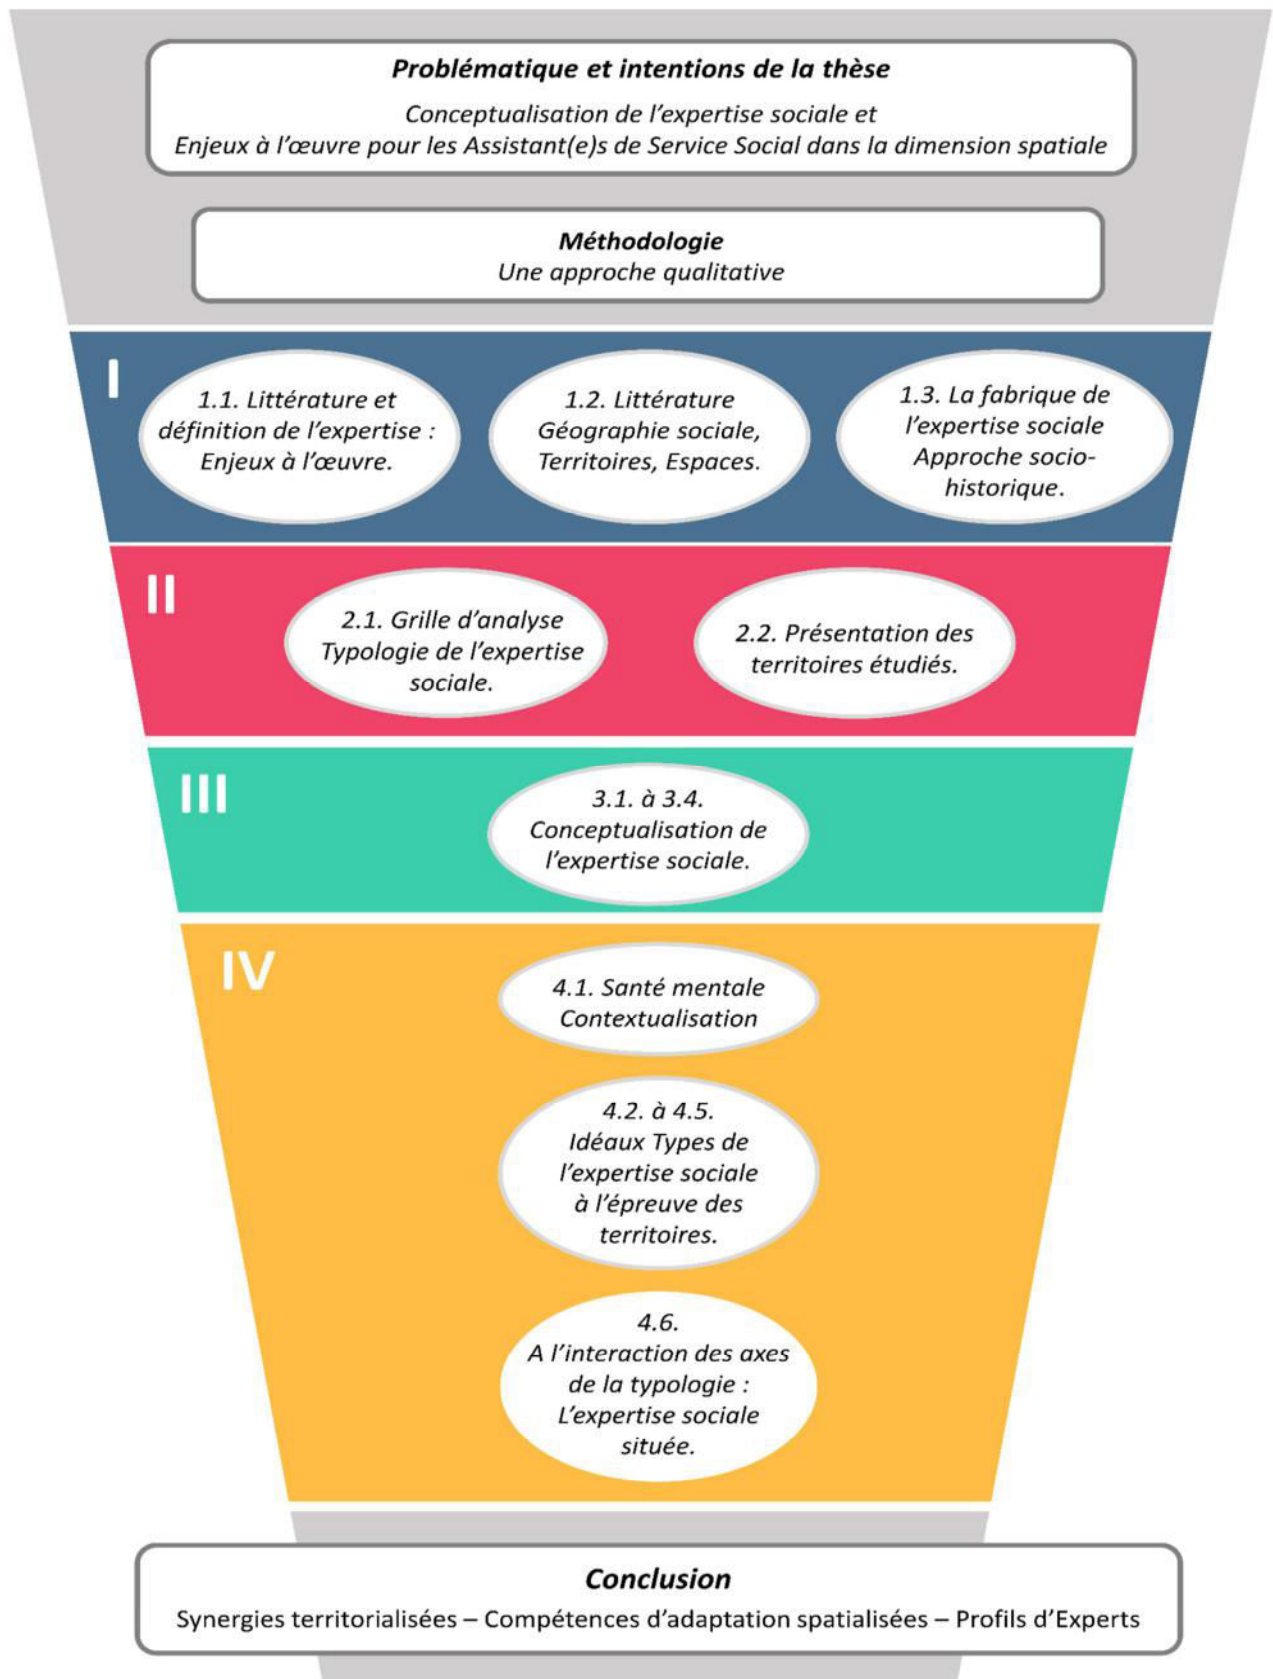 Problématique et intentions de la thèse
Conceptualisation de l'expertise sociale et
Enjeux à l'œuvre pour les Assistant(e)s de Service Social dans la dimension spatiale
Méthodologie
Une approche qualitative
I
1.1. Littérature et
définition de l'expertise :
Enjeux à l'œuvre.
1.2. Littérature
Géographie sociale,
Territoires, Espaces.
1.3. La fabrique de
l'expertise sociale
Approche socio-
historique.
II
2.1. Grille d'analyse
Typologie de l'expertise
sociale.
2.2. Présentation des
territoires étudiés.
III
3.1. à 3.4.
Conceptualisation de
l'expertise sociale.
IV
4.1. Santé mentale
Contextualisation
4.2. à 4.5.
Idéaux Types de
l'expertise sociale
à l'épreuve des
territoires.
4.6.
A l'interaction des axes
de la typologie :
L'expertise sociale
située.
Conclusion
Synergies territorialisées – Compétences d'adaptation spatialisées – Profils d'Experts